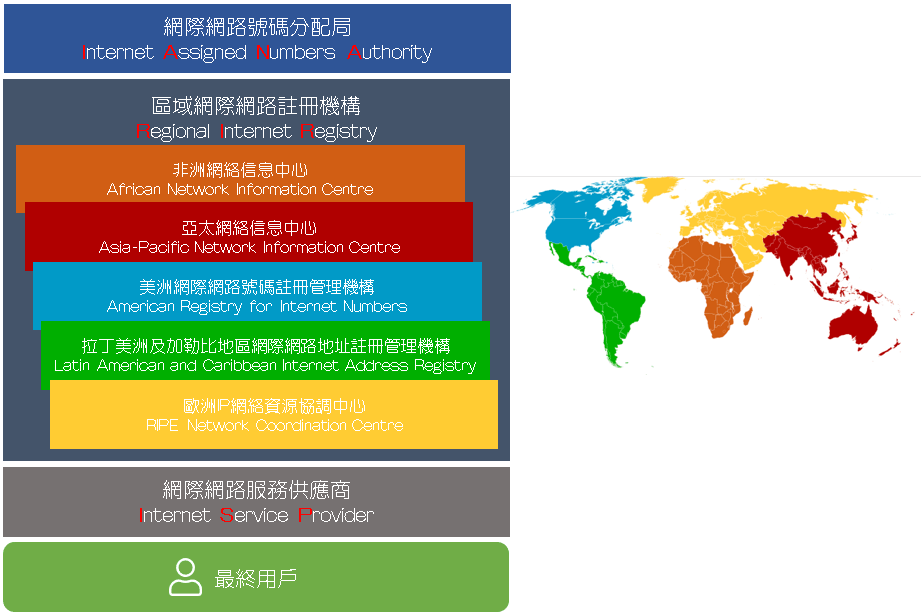 網際網路號碼分配局
Internet Assigned Numbers Authority
區域網際網路註冊機構
Regional Internet Registry
非洲網絡信息中心
African Network Information Centre
亞太網絡信息中心
Asia-Pacific Network Information Centre
美洲網際網路號碼註冊管理機構
American Registry for Internet Numbers
拉丁美洲及加勒比地區網際網路地址註冊管理機構
Latin American and Caribbean Internet Address Registry
歐洲IP網絡資源協調中心
RIPE Network Coordination Centre
網際網路服務供應商
Internet Service Provider
最終用戶